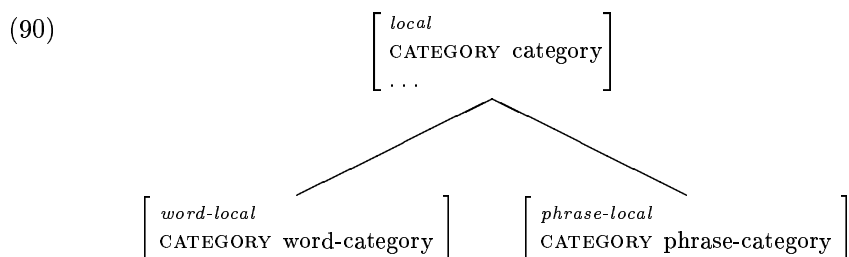 (90)
local
CATEGORY category
. . .
word-local
CATEGORY word-category
phrase-local
CATEGORY phrase-category